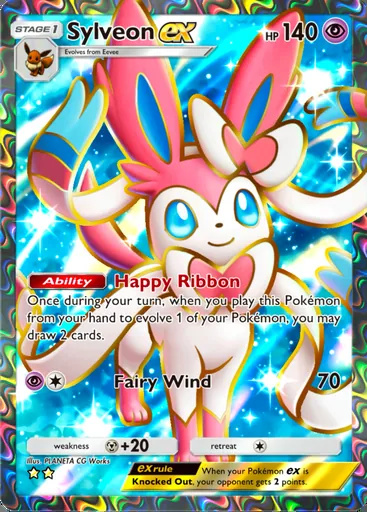 STAGE 1 Sylveon ex HP 140
Evolves from Eevee
Ability Happy Ribbon
Once during your turn, when you play this Pokémon
from your hand to evolve 1 of your Pokémon, you may
draw 2 cards.
Fairy Wind 70
weakness +20 retreat
Illus. PLANETA CG Works
ex rule When your Pokémon ex is
Knocked Out, your opponent gets 2 points.